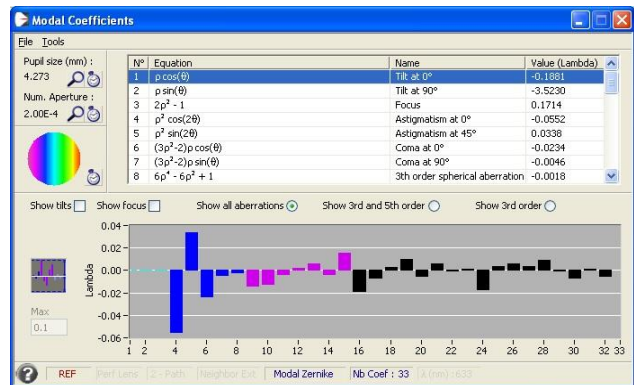 Modal Coefficients
File Tools
Pupil size (mm) :
4.273
Num. Aperture :
2.00E-4
N° Equation Name Value (Lambda)
1 ρ cos(θ) Tilt at 0° -0.1881
2 ρ sin(θ) Tilt at 90° -3.5230
3 2ρ² - 1 Focus 0.1714
4 ρ² cos(2θ) Astigmatism at 0° -0.0552
5 ρ² sin(2θ) Astigmatism at 45° 0.0338
6 (3ρ²-2)ρ cos(θ) Coma at 0° -0.0234
7 (3ρ²-2)ρ sin(θ) Coma at 90° -0.0046
8 6ρ⁴ - 6ρ² + 1 3th order spherical aberration -0.0018
Show tilts Show focus Show all aberrations Show 3rd and 5th order Show 3rd order
Max
0.1
Lambda
0.04
0.02
0.00
-0.02
-0.04
-0.06
1 2 4 6 8 10 12 14 16 18 20 22 24 26 28 30 32 33
REF Perf Lens Z - Path Neighbor Ext Modal Zernike Nb Coef : 33 λ (nm) : 633